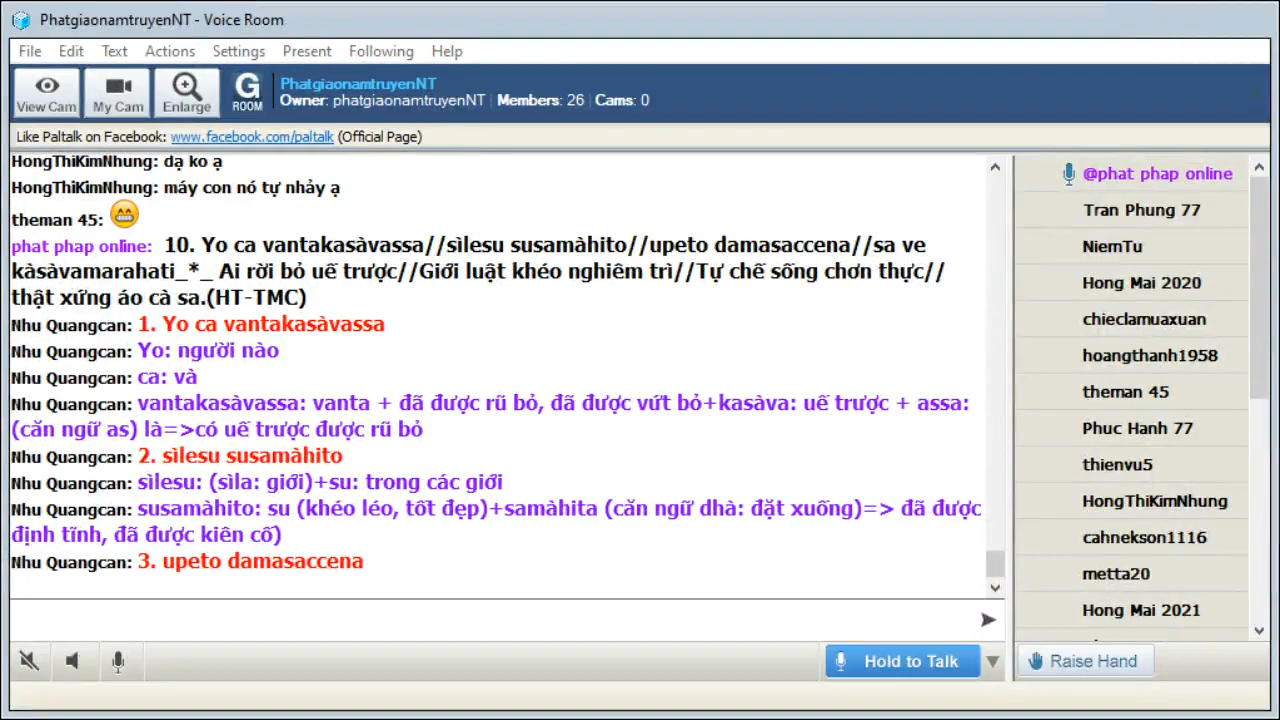 PhatgiaonamtruyenNT - Voice Room
File Edit Text Actions Settings Present Following Help
View Cam
My Cam
Enlarge
G
ROOM
PhatgiaonamtruyenNT
Owner: phatgiaonamtruyenNT | Members: 26 | Cams: 0
Like Paltalk on Facebook: www.facebook.com/paltalk (Official Page)
HongThiKimNhung: dạ ko ạ
HongThiKimNhung: máy con nó tự nhảy ạ
theman 45:
phat phap online: 10. Yo ca vantakasàvassa//sìlesu susamàhito//upeto damasaccena//sa ve
kàsàvamarahati_*_ Ai rời bỏ uế trược//Giới luật khéo nghiêm trì//Tự chế sống chơn thực//
thật xứng áo cà sa.(HT-TMC)
Nhu Quangcan: 1. Yo ca vantakasàvassa
Nhu Quangcan: Yo: người nào
Nhu Quangcan: ca: và
Nhu Quangcan: vantakasàvassa: vanta + đã được rũ bỏ, đã được vứt bỏ+kasàva: uế trược + assa:
(căn ngữ as) là=>có uế trược được rũ bỏ
Nhu Quangcan: 2. sìlesu susamàhito
Nhu Quangcan: sìlesu: (sìla: giới)+su: trong các giới
Nhu Quangcan: susamàhito: su (khéo léo, tốt đẹp)+samàhita (căn ngữ dhà: đặt xuống)=> đã được
định tĩnh, đã được kiên cố)
Nhu Quangcan: 3. upeto damasaccena
@phat phap online
Tran Phung 77
NiemTu
Hong Mai 2020
chieclamuaxuan
hoangthanh1958
theman 45
Phuc Hanh 77
thienvu5
HongThiKimNhung
cahnekson1116
metta20
Hong Mai 2021
Hold to Talk
Raise Hand